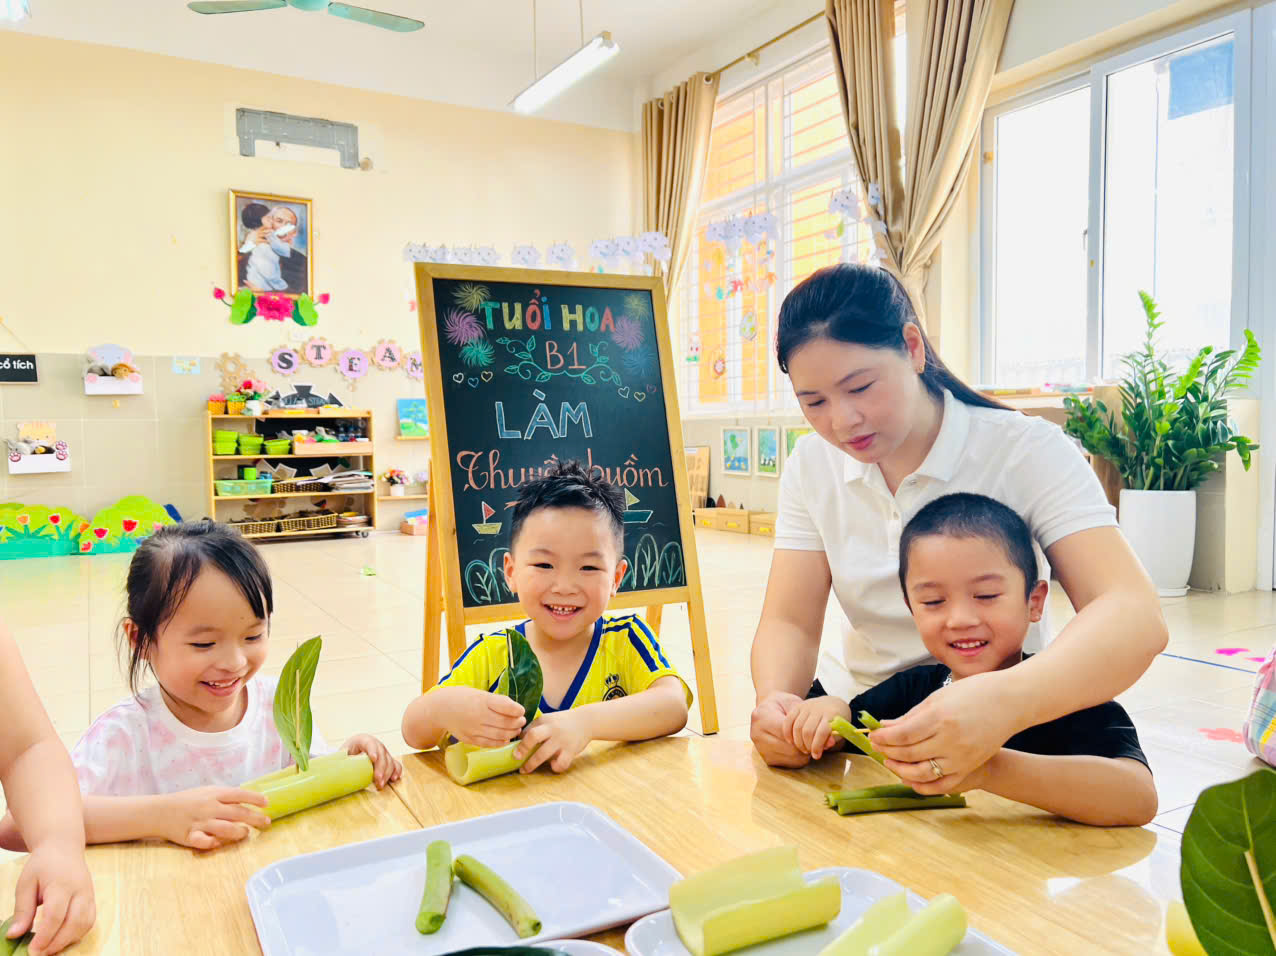 TUỔI HOA
B1
LÀM
Thuyền buồm
STEAM
cổ tích